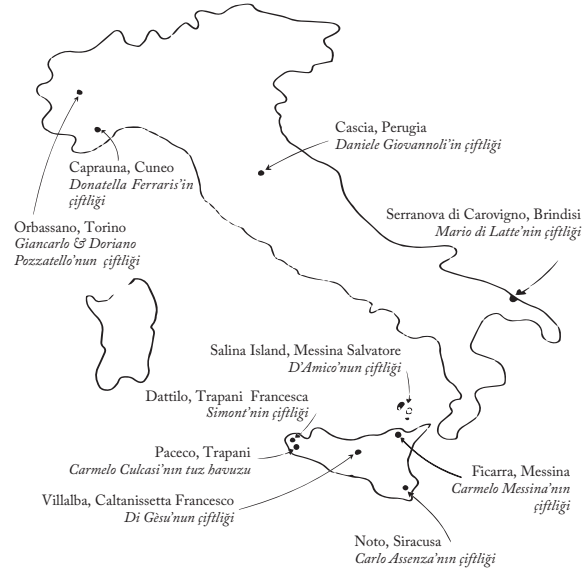 Cascia, Perugia
Daniele Giovannoli'in çiftliği
Caprauna, Cuneo
Donatella Ferraris'in
çiftliği
Orbassano, Torino
Giancarlo & Doriano
Pozzatello'nun çiftliği
Serranova di Carovigno, Brindisi
Mario di Latte'nin çiftliği
Salina Island, Messina Salvatore
D'Amico'nun çiftliği
Dattilo, Trapani Francesca
Simont'nin çiftliği
Paceco, Trapani
Carmelo Culcasi'nın tuz havuzu
Villalba, Caltanissetta Francesco
Di Gèsu'nun çiftliği
Ficarra, Messina
Carmelo Messina'nın
çiftliği
Noto, Siracusa
Carlo Assenza'nın çiftliği